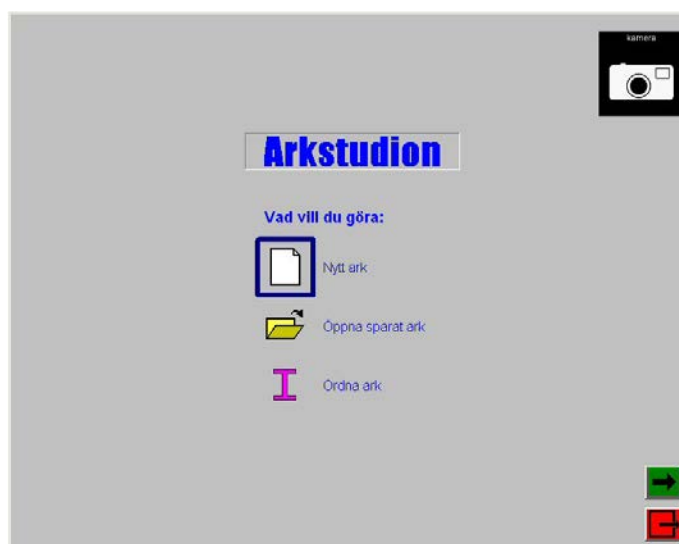 kamera
Arkstudion
Vad vill du göra:
Nytt ark
Öppna sparat ark
Ordna ark